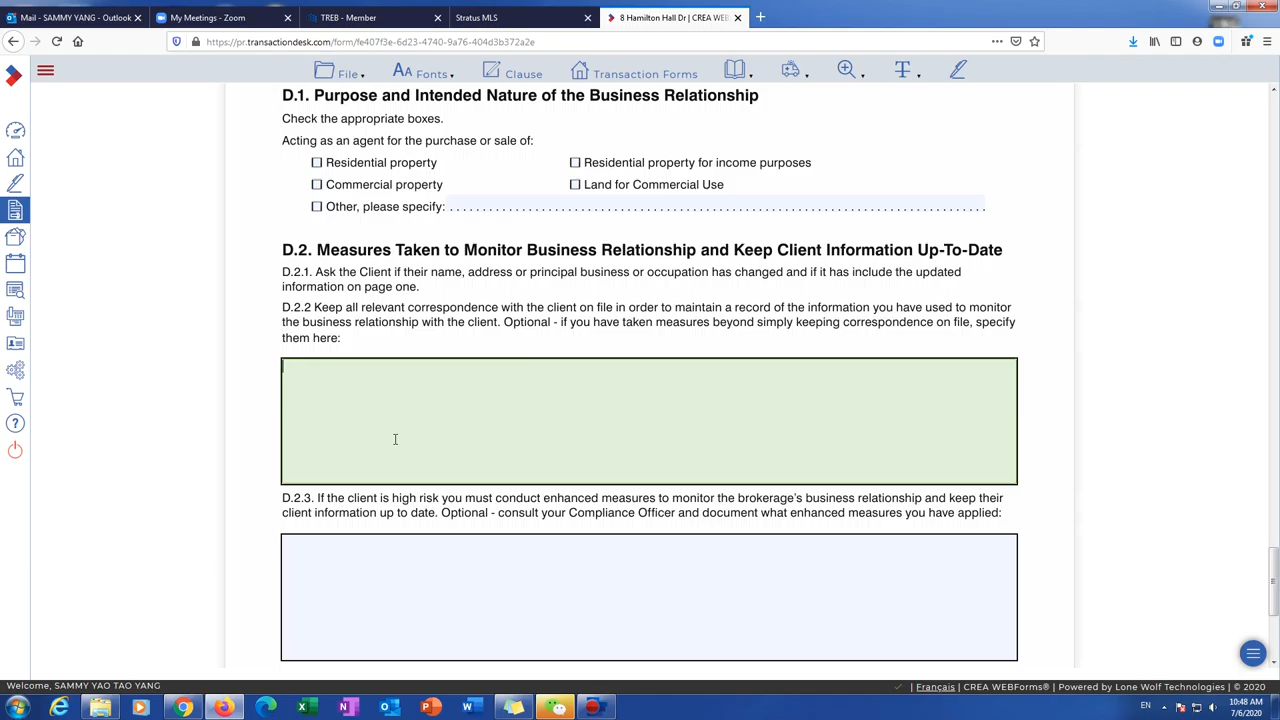 Mail - SAMMY YANG - Outlook
My Meetings - Zoom
TREB - Member
Stratus MLS
8 Hamilton Hall Dr | CREA WEB
https://pr.transactiondesk.com/form/fe407f3e-6d23-4740-9a76-404d3b372a2e
File
Fonts
Clause
Transaction Forms
D.1. Purpose and Intended Nature of the Business Relationship
Check the appropriate boxes.
Acting as an agent for the purchase or sale of:
Residential property
Residential property for income purposes
Commercial property
Land for Commercial Use
Other, please specify:
D.2. Measures Taken to Monitor Business Relationship and Keep Client Information Up-To-Date
D.2.1. Ask the Client if their name, address or principal business or occupation has changed and if it has include the updated
information on page one.
D.2.2 Keep all relevant correspondence with the client on file in order to maintain a record of the information you have used to monitor
the business relationship with the client. Optional - if you have taken measures beyond simply keeping correspondence on file, specify
them here:
D.2.3. If the client is high risk you must conduct enhanced measures to monitor the brokerage's business relationship and keep their
client information up to date. Optional - consult your Compliance Officer and document what enhanced measures you have applied:
Welcome, SAMMY YAO TAO YANG
| Français | CREA WEBForms® | Powered by Lone Wolf Technologies | © 2020
EN
10:48 AM
7/6/2020